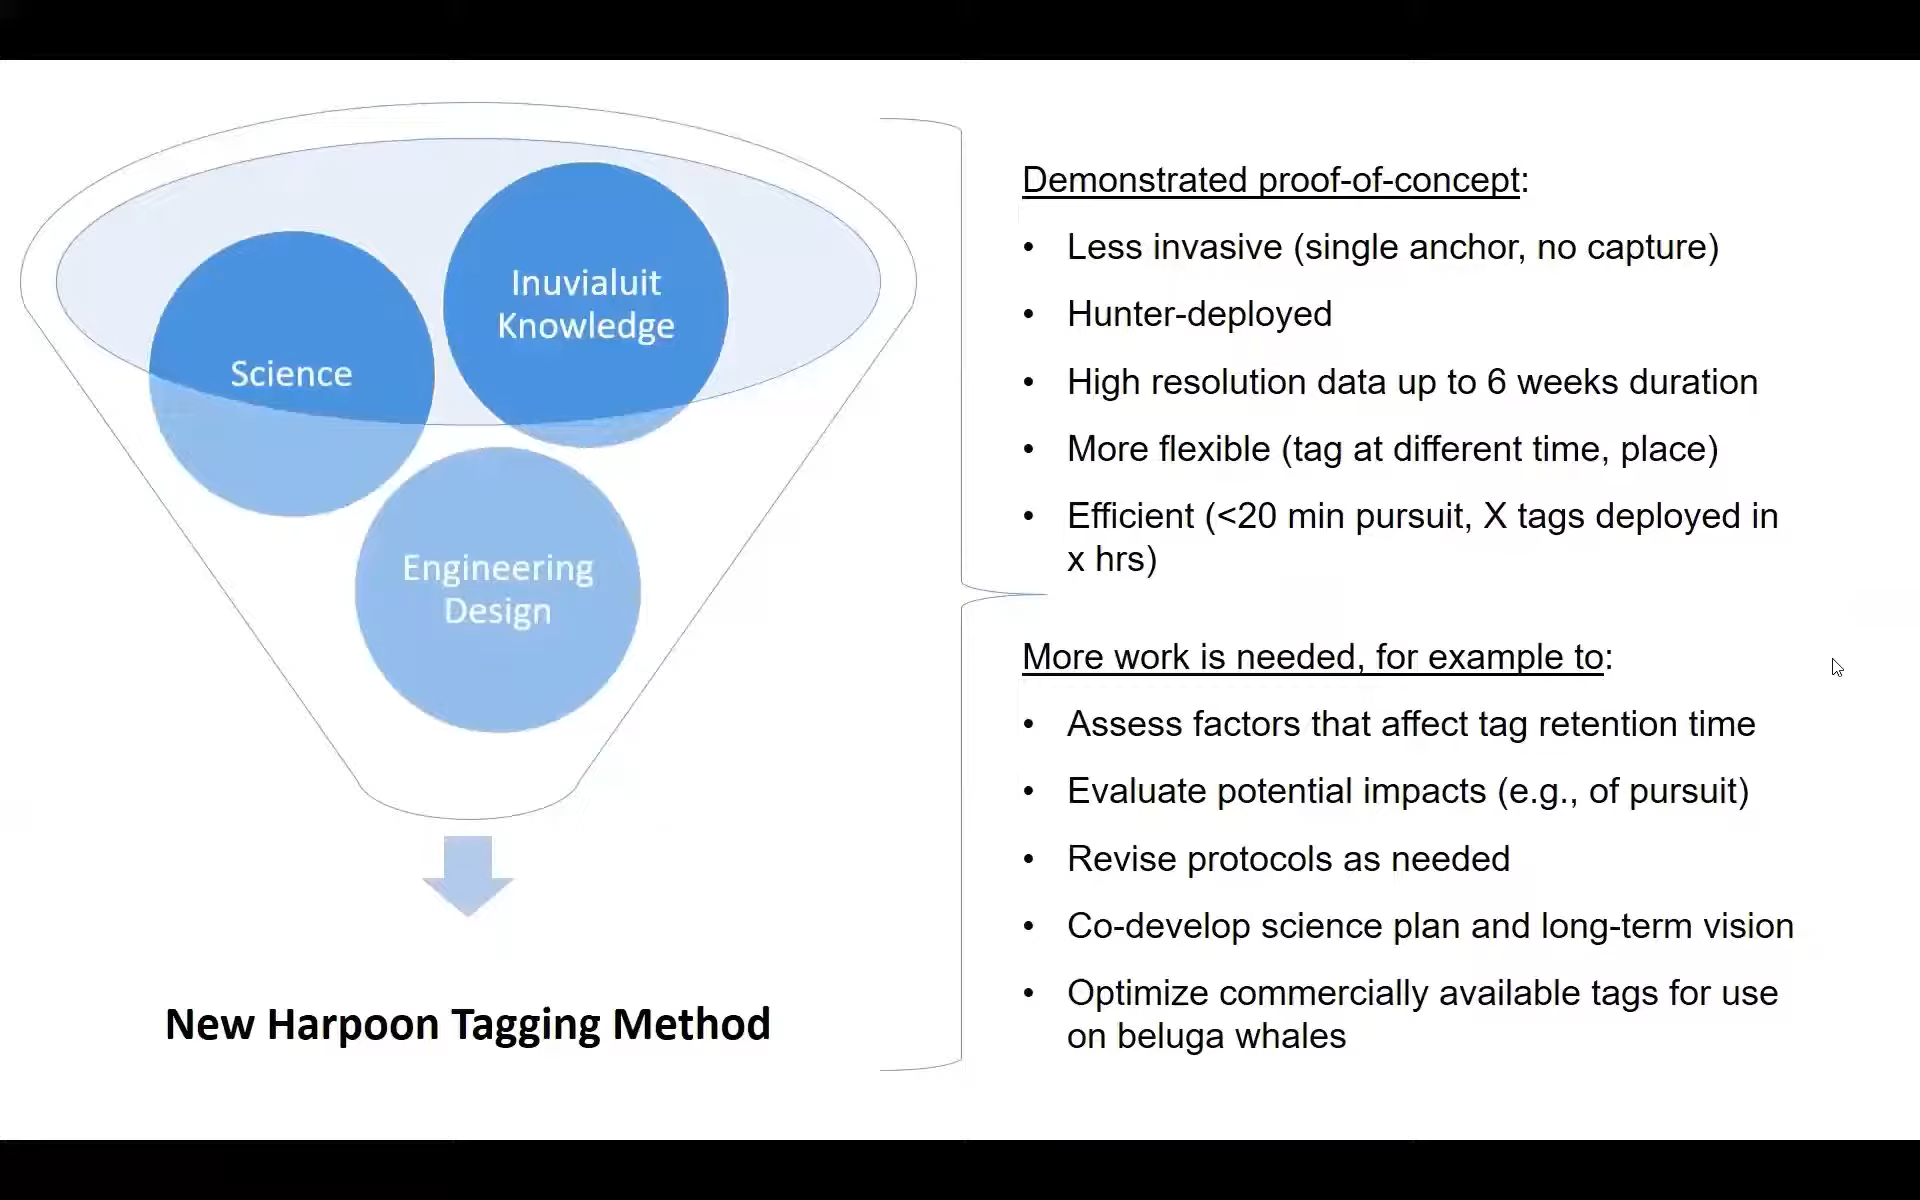 Science
Inuvialuit
Knowledge
Engineering
Design
New Harpoon Tagging Method
Demonstrated proof-of-concept:
• Less invasive (single anchor, no capture)
• Hunter-deployed
• High resolution data up to 6 weeks duration
• More flexible (tag at different time, place)
• Efficient (<20 min pursuit, X tags deployed in
x hrs)
More work is needed, for example to:
• Assess factors that affect tag retention time
• Evaluate potential impacts (e.g., of pursuit)
• Revise protocols as needed
• Co-develop science plan and long-term vision
• Optimize commercially available tags for use
on beluga whales